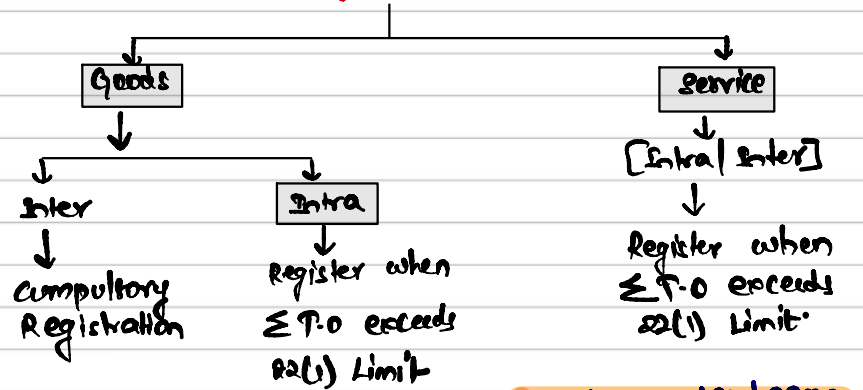 Goods
Service
[Intra/Inter]
Inter
Intra
Register when
Σ T.O exceeds
22(1) Limit
Register when
Σ T.O exceeds
22(1) Limit.
Cumpultory
Registration